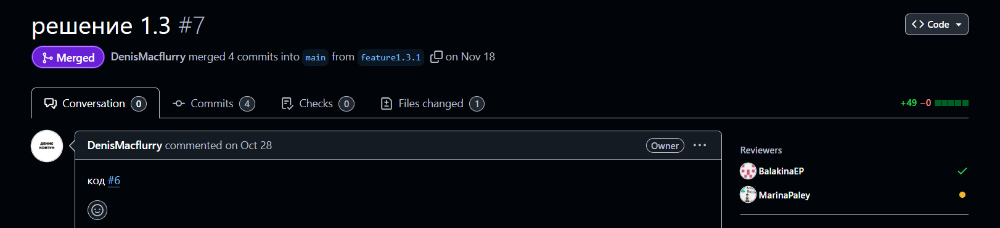 решение 1.3 #7
Code
Merged
DenisMacflurry merged 4 commits into main from feature1.3.1 on Nov 18
Conversation 0
Commits 4
Checks 0
Files changed 1
+49 −0
ДЕНИС
КОВТУН
DenisMacflurry commented on Oct 28
Owner
код #6
Reviewers
BalakinaEP
MarinaPaley